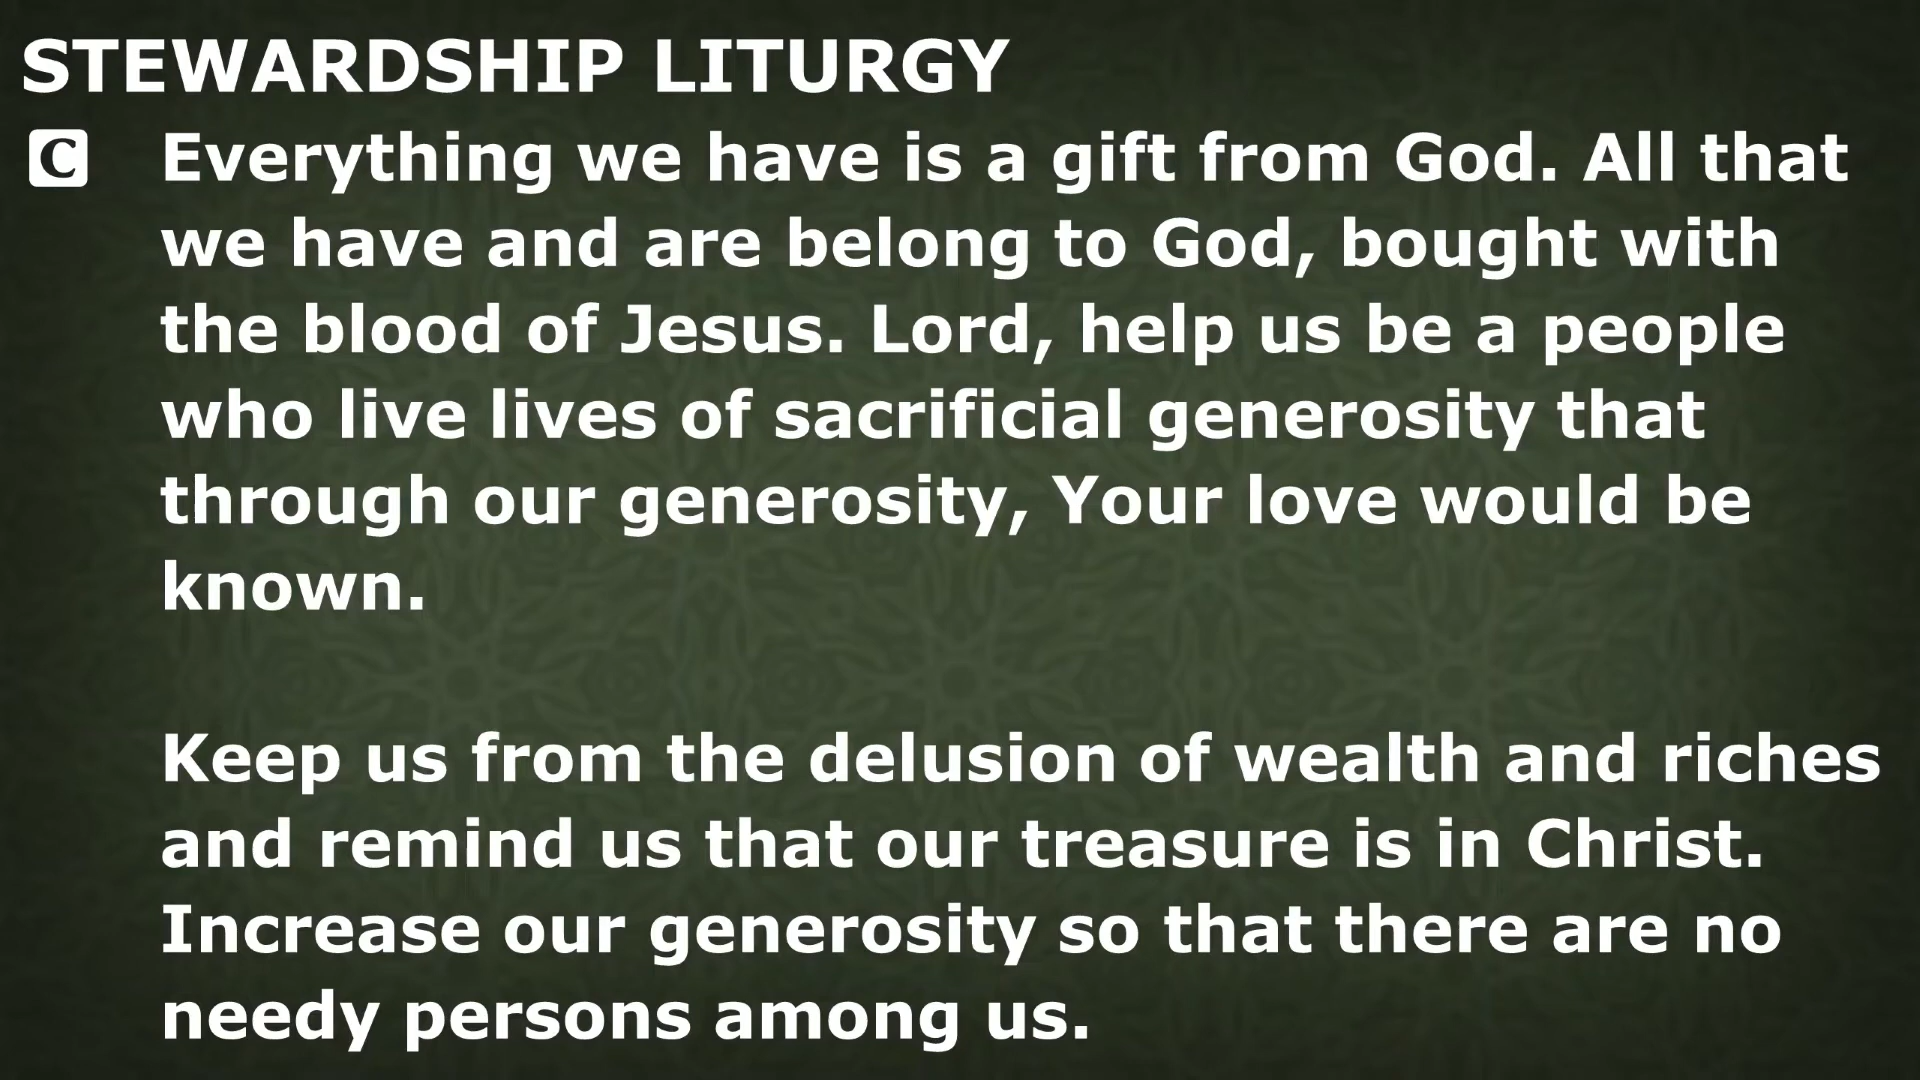 STEWARDSHIP LITURGY
C Everything we have is a gift from God. All that
we have and are belong to God, bought with
the blood of Jesus. Lord, help us be a people
who live lives of sacrificial generosity that
through our generosity, Your love would be
known.
Keep us from the delusion of wealth and riches
and remind us that our treasure is in Christ.
Increase our generosity so that there are no
needy persons among us.